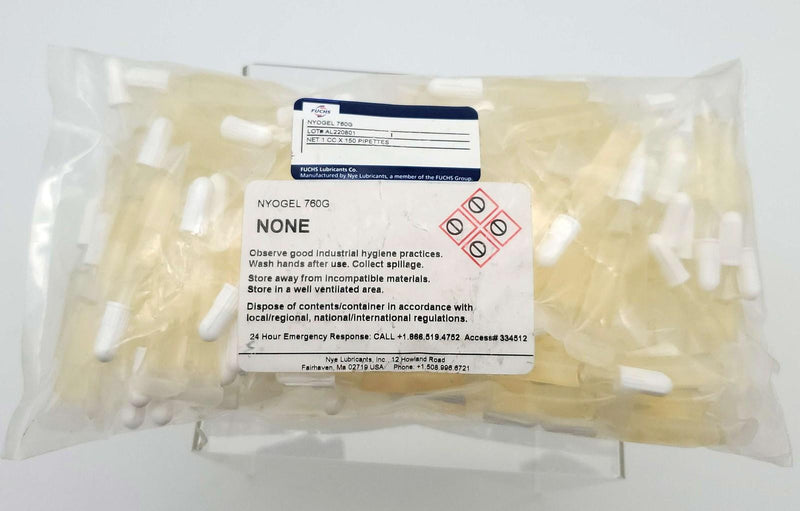 FUCHS
NYOGEL 760G
LOT# AL220801
NET 1 CC X 150 PIPETTES
FUCHS Lubricants Co.
Manufactured by Nye Lubricants, a member of the FUCHS Group.
NYOGEL 760G
NONE
Observe good industrial hygiene practices.
Wash hands after use. Collect spillage.
Store away from incompatible materials.
Store in a well ventilated area.
Dispose of contents/container in accordance with
local/regional, national/international regulations.
24 Hour Emergency Response: CALL +1.866.519.4752 Access# 334512
Nye Lubricants, Inc., 12 Howland Road
Fairhaven, Ma 02719 USA Phone: +1.508.996.6721